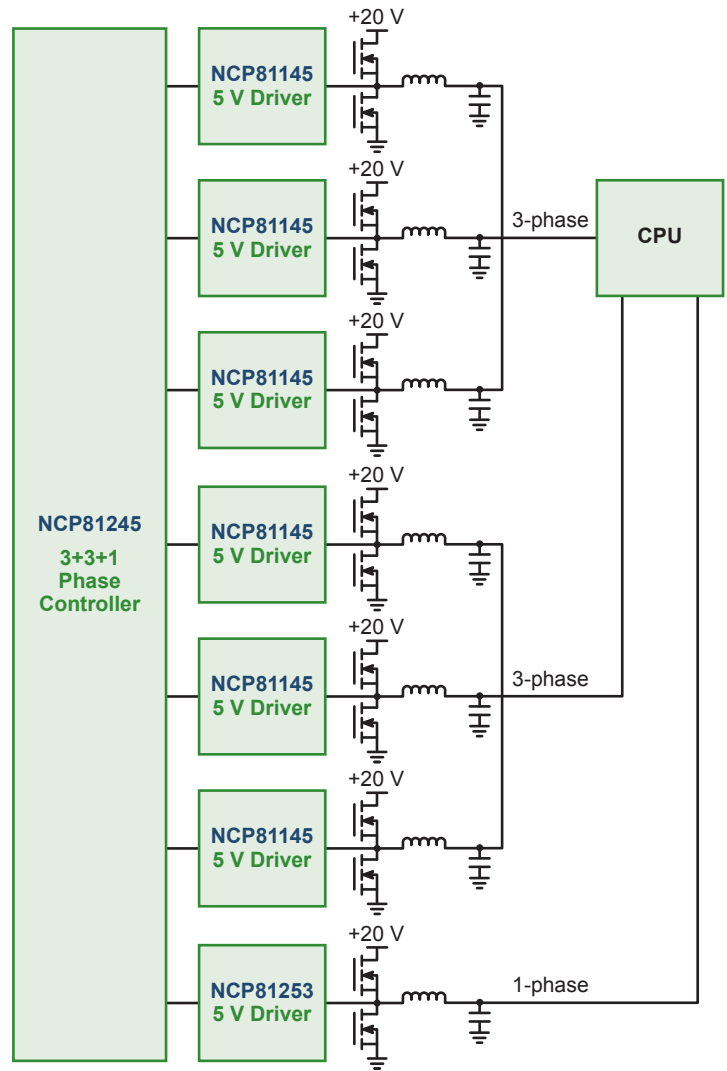 +20 V
NCP81145
5 V Driver
+20 V
NCP81145
5 V Driver
3-phase
CPU
+20 V
NCP81145
5 V Driver
+20 V
NCP81145
5 V Driver
NCP81245
3+3+1
Phase
Controller
+20 V
NCP81145
5 V Driver
3-phase
+20 V
NCP81145
5 V Driver
+20 V
NCP81253
5 V Driver
1-phase